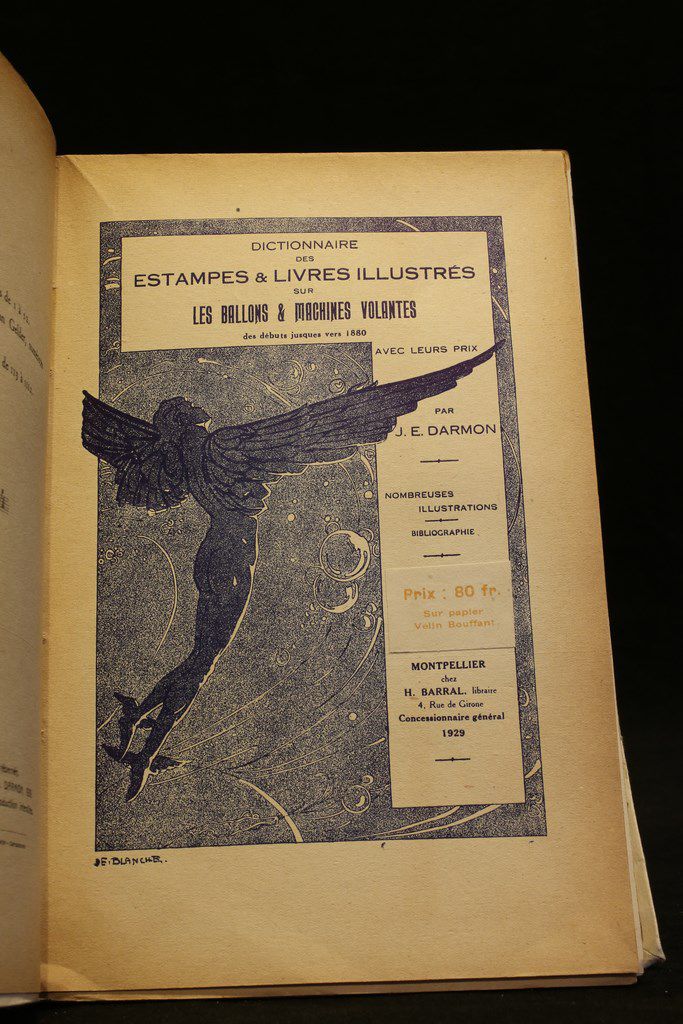 DICTIONNAIRE
DES
ESTAMPES & LIVRES ILLUSTRÉS
SUR
LES BALLONS & MACHINES VOLANTES
des débuts jusques vers 1880
AVEC LEURS PRIX
PAR
J. E. DARMON
NOMBREUSES
ILLUSTRATIONS
BIBLIOGRAPHIE
Prix : 80 fr.
Sur papier
Vélin Bouffant.
MONTPELLIER
chez
H. BARRAL, libraire
4, Rue de Girone
Concessionnaire général
1929
DE·BLANCHE.